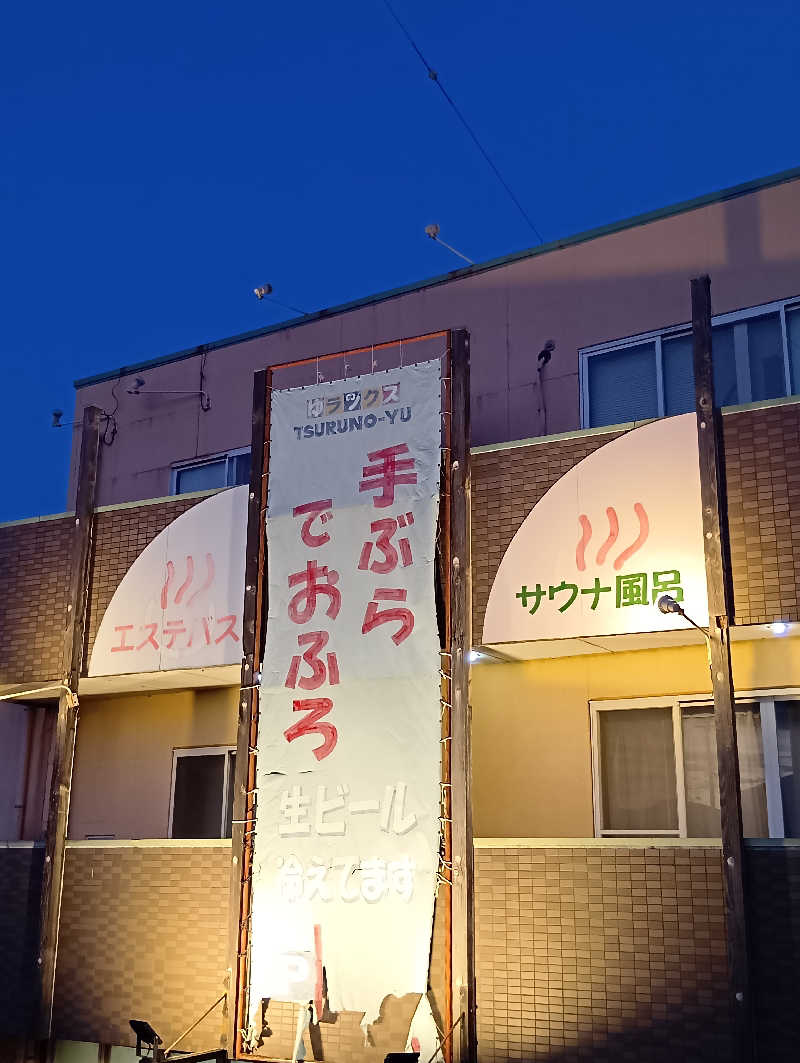 ゆラックス
TSURUNO-YU
手ぶら
でおふろ
生ビール
冷えてます
エステバス
サウナ風呂
P